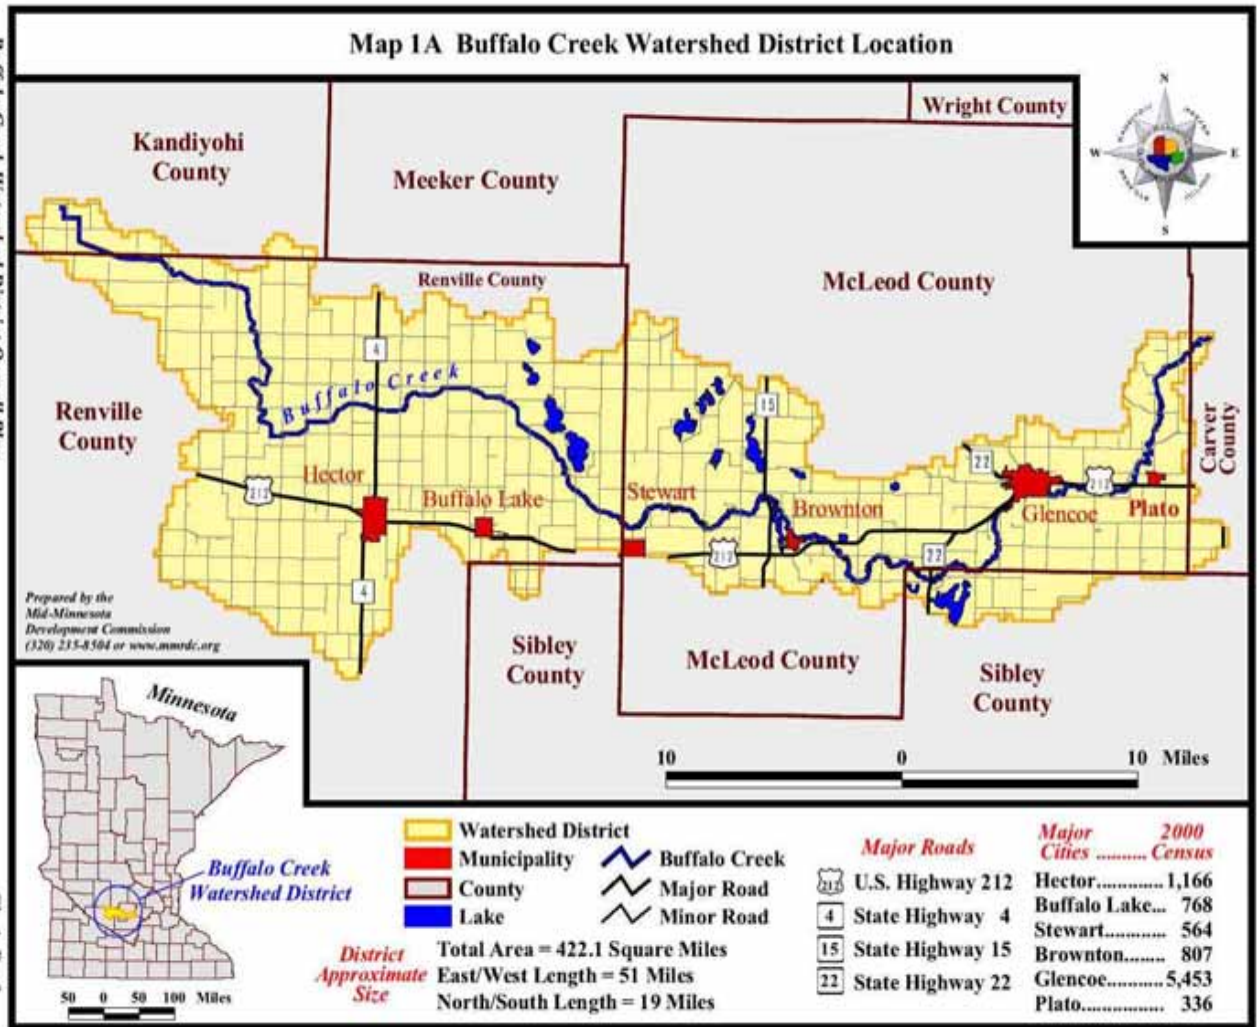 Map 1A Buffalo Creek Watershed District Location
Wright County
N
W
E
S
Kandiyohi
County
Meeker County
McLeod County
Renville County
4
Buffalo Creek
15
Renville
County
Carver
County
22
Hector
212
Buffalo Lake
Stewart
Brownton
212
Glencoe
Plato
212
22
4
Prepared by the
Mid-Minnesota
Development Commission
(320) 235-8504 or www.mmrdc.org
Sibley
County
McLeod County
Sibley
County
Minnesota
10
0
10 Miles
Buffalo Creek
Watershed District
50 0 50 100 Miles
Watershed District
Municipality
County
Lake
Buffalo Creek
Major Road
Minor Road
District
Approximate
Size
Total Area = 422.1 Square Miles
East/West Length = 51 Miles
North/South Length = 19 Miles
Major Roads
212 U.S. Highway 212
4 State Highway 4
15 State Highway 15
22 State Highway 22
Major 2000
Cities .......... Census
Hector............. 1,166
Buffalo Lake... 768
Stewart............ 564
Brownton........ 807
Glencoe........... 5,453
Plato................. 336